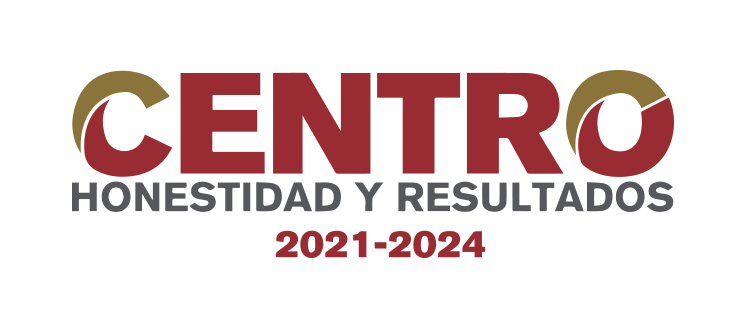 CENTRO
HONESTIDAD Y RESULTADOS
2021-2024